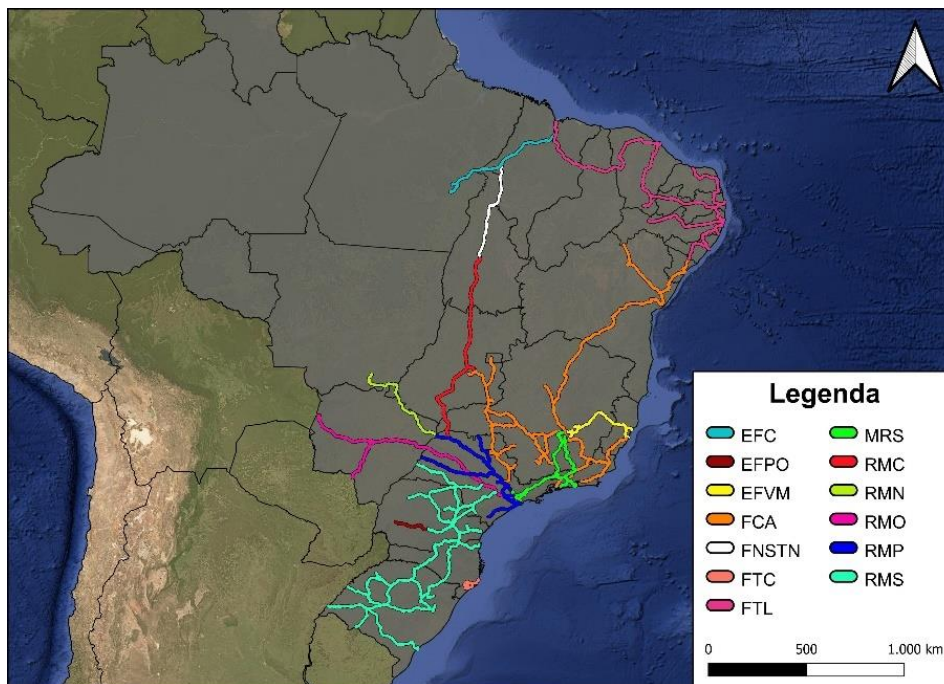 Legenda
EFC MRS
EFPO RMC
EFVM RMN
FCA RMO
FNSTN RMP
FTC RMS
FTL
0 500 1.000 km